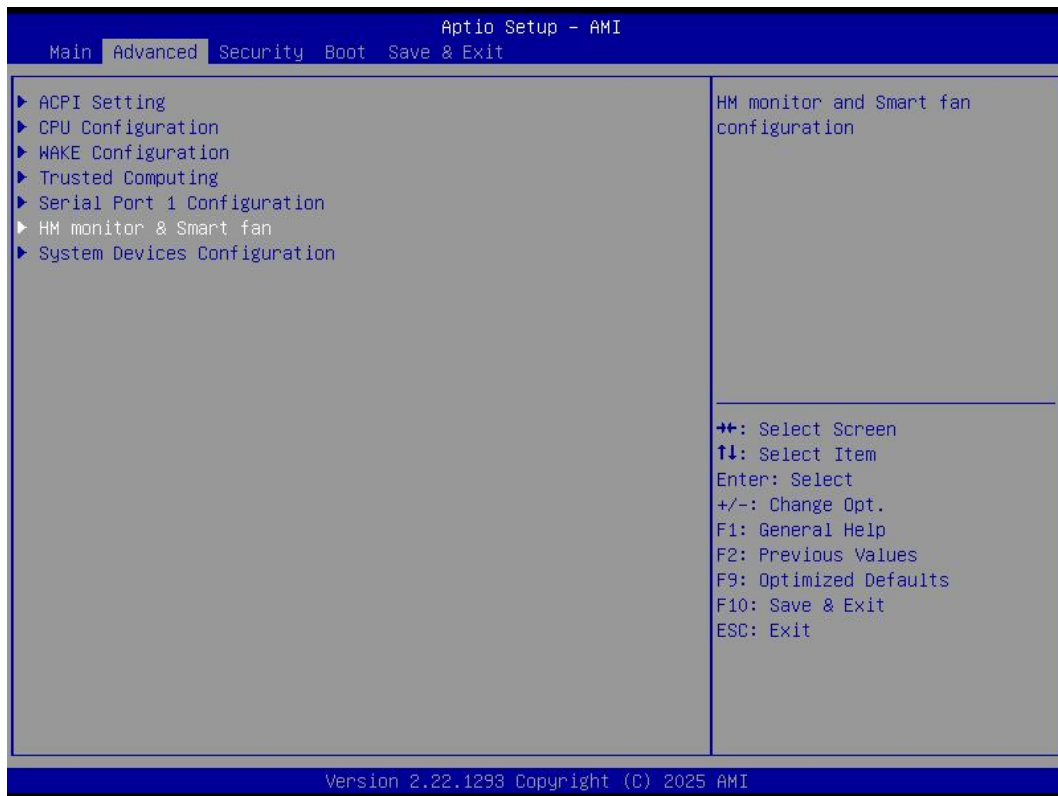 Aptio Setup - AMI
Main Advanced Security Boot Save & Exit
ACPI Setting
CPU Configuration
WAKE Configuration
Trusted Computing
Serial Port 1 Configuration
HM monitor & Smart fan
System Devices Configuration
HM monitor and Smart fan
configuration
→←: Select Screen
↑↓: Select Item
Enter: Select
+/-: Change Opt.
F1: General Help
F2: Previous Values
F9: Optimized Defaults
F10: Save & Exit
ESC: Exit
Version 2.22.1293 Copyright (C) 2025 AMI